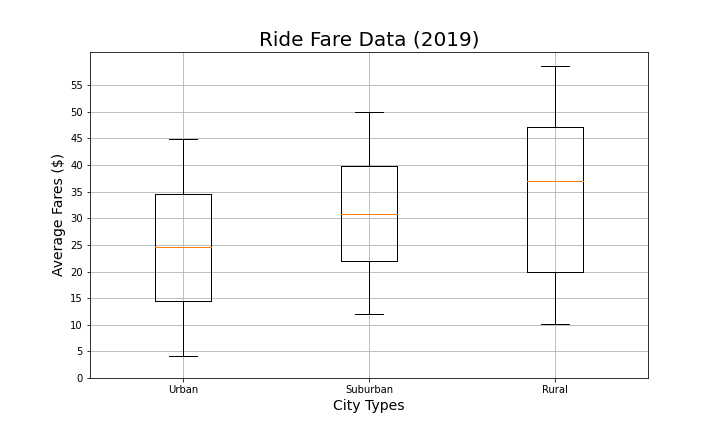 Ride Fare Data (2019)
Average Fares ($)
55
50
45
40
35
30
25
20
15
10
5
0
Urban
Suburban
Rural
City Types